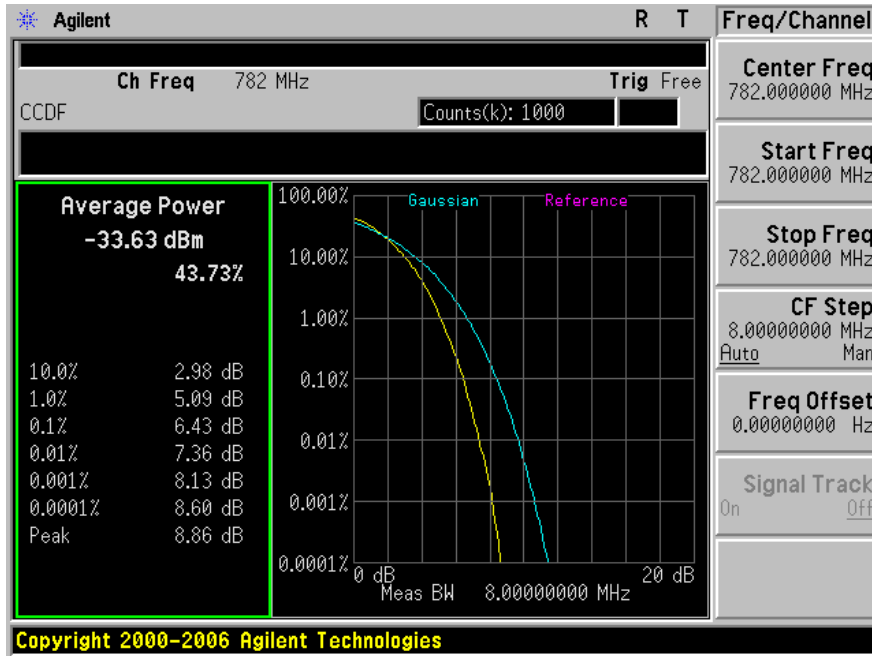 Agilent
R T
Freq/Channel
Ch Freq 782 MHz
Trig Free
CCDF
Counts(k): 1000
Average Power
-33.63 dBm
43.73%
10.0% 2.98 dB
1.0% 5.09 dB
0.1% 6.43 dB
0.01% 7.36 dB
0.001% 8.13 dB
0.0001% 8.60 dB
Peak 8.86 dB
Gaussian
Reference
100.00%
10.00%
1.00%
0.10%
0.01%
0.001%
0.0001%
0 dB
20 dB
Meas BW 8.00000000 MHz
Center Freq
782.000000 MHz
Start Freq
782.000000 MHz
Stop Freq
782.000000 MHz
CF Step
8.00000000 MHz
Auto Man
Freq Offset
0.00000000 Hz
Signal Track
On Off
Copyright 2000-2006 Agilent Technologies